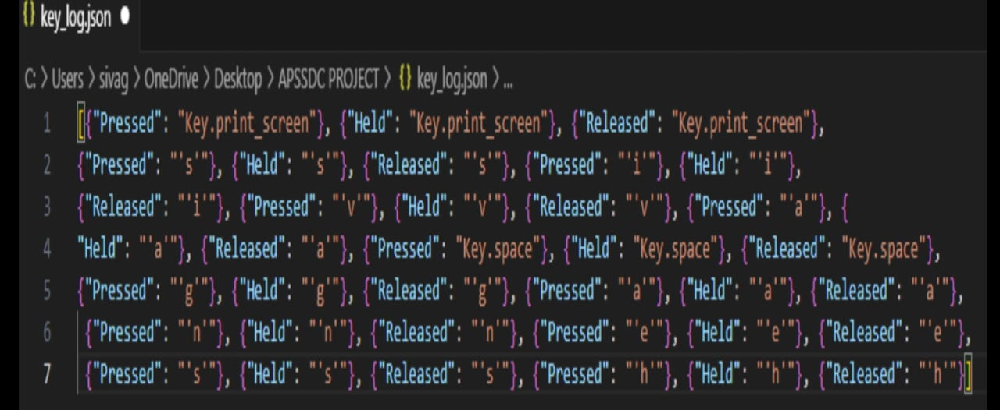 {} key_log.json ●
C: > Users > sivag > OneDrive > Desktop > APSSDC PROJECT > {} key_log.json > ...
1 [{"Pressed": "Key.print_screen"}, {"Held": "Key.print_screen"}, {"Released": "Key.print_screen"},
2 {"Pressed": "'s'"}, {"Held": "'s'"}, {"Released": "'s'"}, {"Pressed": "'i'"}, {"Held": "'i'"},
3 {"Released": "'i'"}, {"Pressed": "'v'"}, {"Held": "'v'"}, {"Released": "'v'"}, {"Pressed": "'a'"}, {
4 "Held": "'a'"}, {"Released": "'a'"}, {"Pressed": "Key.space"}, {"Held": "Key.space"}, {"Released": "Key.space"},
5 {"Pressed": "'g'"}, {"Held": "'g'"}, {"Released": "'g'"}, {"Pressed": "'a'"}, {"Held": "'a'"}, {"Released": "'a'"},
6 {"Pressed": "'n'"}, {"Held": "'n'"}, {"Released": "'n'"}, {"Pressed": "'e'"}, {"Held": "'e'"}, {"Released": "'e'"},
7 {"Pressed": "'s'"}, {"Held": "'s'"}, {"Released": "'s'"}, {"Pressed": "'h'"}, {"Held": "'h'"}, {"Released": "'h'"}]